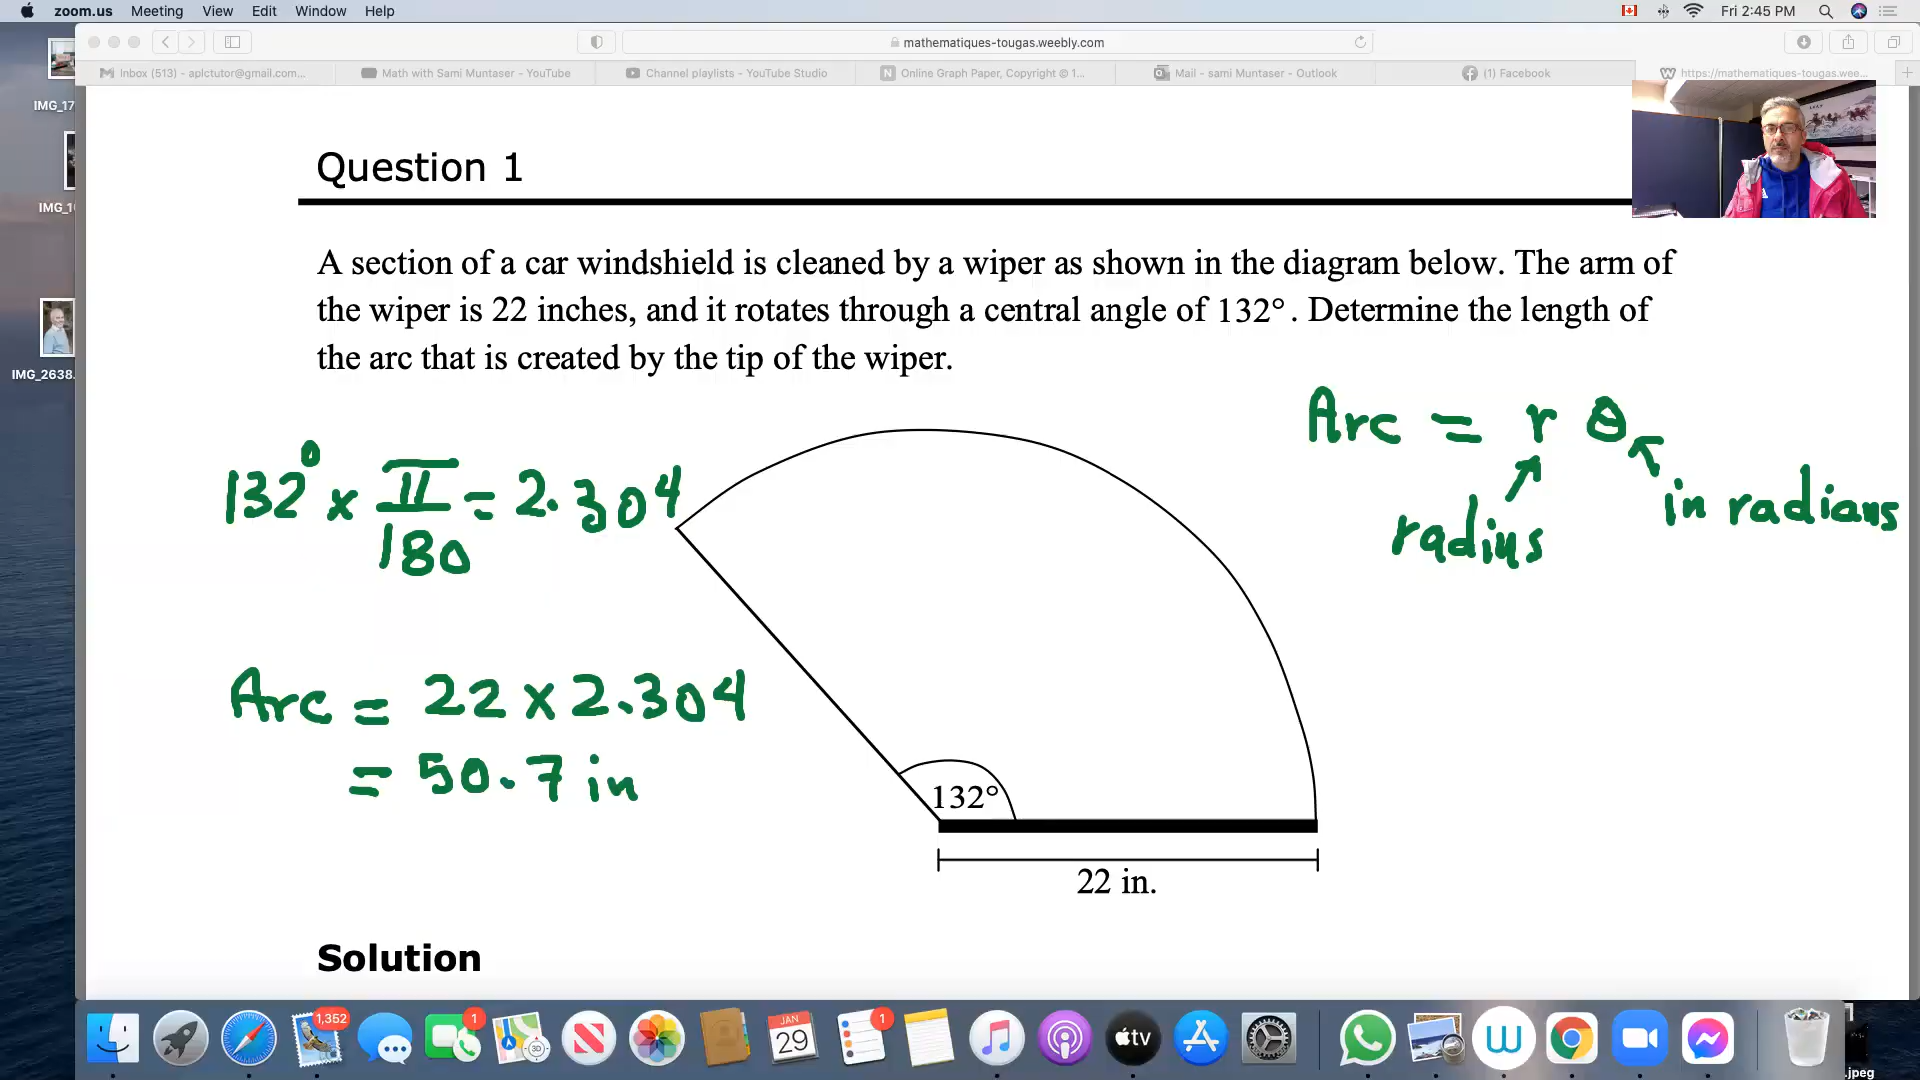 zoom.us Meeting View Edit Window Help Fri 2:45 PM
mathematiques-tougas.weebly.com
Inbox (513) - aplctutor@gmail.com... Math with Sami Muntaser - YouTube Channel playlists - YouTube Studio Online Graph Paper, Copyright © 1... Mail - sami Muntaser - Outlook (1) Facebook https://mathematiques-tougas.wee...
IMG_17
IMG_1
IMG_2638.
Question 1
A section of a car windshield is cleaned by a wiper as shown in the diagram below. The arm of
the wiper is 22 inches, and it rotates through a central angle of 132°. Determine the length of
the arc that is created by the tip of the wiper.
Arc = r θ
radius
in radians
132° × π/180 = 2.304
Arc = 22 × 2.304
= 50.7 in
132°
22 in.
Solution
1,352
1
JAN
29
1
tv
.jpeg